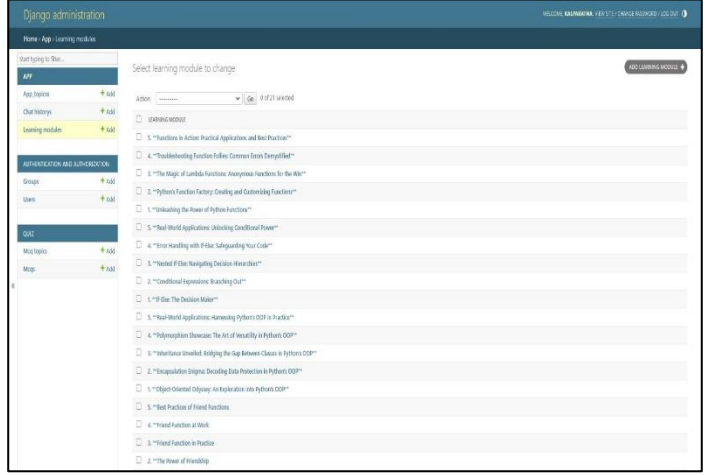 Django administration
WELCOME, KALPARATNA. VIEW SITE / CHANGE PASSWORD / LOG OUT
Home › App › Learning modules
Start typing to filter...
APP
App_topics + Add
Chat historys + Add
Learning modules + Add
AUTHENTICATION AND AUTHORIZATION
Groups + Add
Users + Add
QUIZ
Mcq topics + Add
Mcqs + Add
«
Select learning module to change
ADD LEARNING MODULE +
Action: --------- Go 0 of 21 selected
LEARNING MODULE
5. **Functions in Action: Practical Applications and Best Practices**
4. **Troubleshooting Function Follies: Common Errors Demystified**
3. **The Magic of Lambda Functions: Anonymous Functions for the Win**
2. **Python's Function Factory: Creating and Customizing Functions**
1. **Unleashing the Power of Python Functions**
5. **Real-World Applications: Unlocking Conditional Power**
4. **Error Handling with If-Else: Safeguarding Your Code**
3. **Nested If-Else: Navigating Decision Hierarchies**
2. **Conditional Expressions: Branching Out**
1. **If-Else: The Decision Maker**
5. **Real-World Applications: Harnessing Python's OOP in Practice**
4. **Polymorphism Showcase: The Art of Versatility in Python's OOP**
3. **Inheritance Unveiled: Bridging the Gap Between Classes in Python's OOP**
2. **Encapsulation Enigma: Decoding Data Protection in Python's OOP**
1. **Object-Oriented Odyssey: An Exploration into Python's OOP**
5. **Best Practices of Friend Functions
4. **Friend Function at Work
3. **Friend Function in Practice
2. **The Power of Friendship